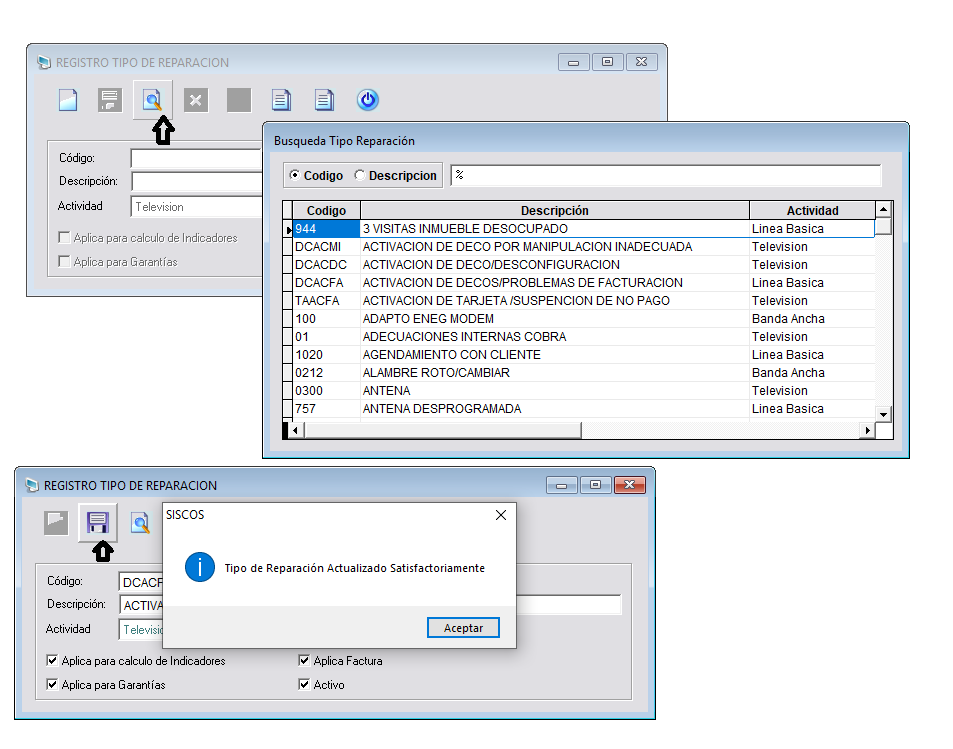 REGISTRO TIPO DE REPARACION
Código:
Descripción:
Actividad Television
Aplica para calculo de Indicadores
Aplica para Garantías
Busqueda Tipo Reparación
Codigo Descripcion %
Codigo Descripción Actividad
944 3 VISITAS INMUEBLE DESOCUPADO Linea Basica
DCACMI ACTIVACION DE DECO POR MANIPULACION INADECUADA Television
DCACDC ACTIVACION DE DECO/DESCONFIGURACION Television
DCACFA ACTIVACION DE DECOS/PROBLEMAS DE FACTURACION Linea Basica
TAACFA ACTIVACION DE TARJETA /SUSPENCION DE NO PAGO Television
100 ADAPTO ENEG MODEM Banda Ancha
01 ADECUACIONES INTERNAS COBRA Television
1020 AGENDAMIENTO CON CLIENTE Linea Basica
0212 ALAMBRE ROTO/CAMBIAR Banda Ancha
0300 ANTENA Television
757 ANTENA DESPROGRAMADA Linea Basica
REGISTRO TIPO DE REPARACION
SISCOS
Tipo de Reparación Actualizado Satisfactoriamente
Aceptar
Código: DCACF
Descripción: ACTIVA
Actividad Televisio
Aplica para calculo de Indicadores Aplica Factura
Aplica para Garantías Activo